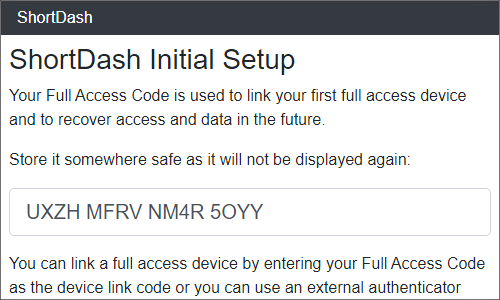 ShortDash
ShortDash Initial Setup
Your Full Access Code is used to link your first full access device
and to recover access and data in the future.
Store it somewhere safe as it will not be displayed again:
UXZH MFRV NM4R 5OYY
You can link a full access device by entering your Full Access Code
as the device link code or you can use an external authenticator